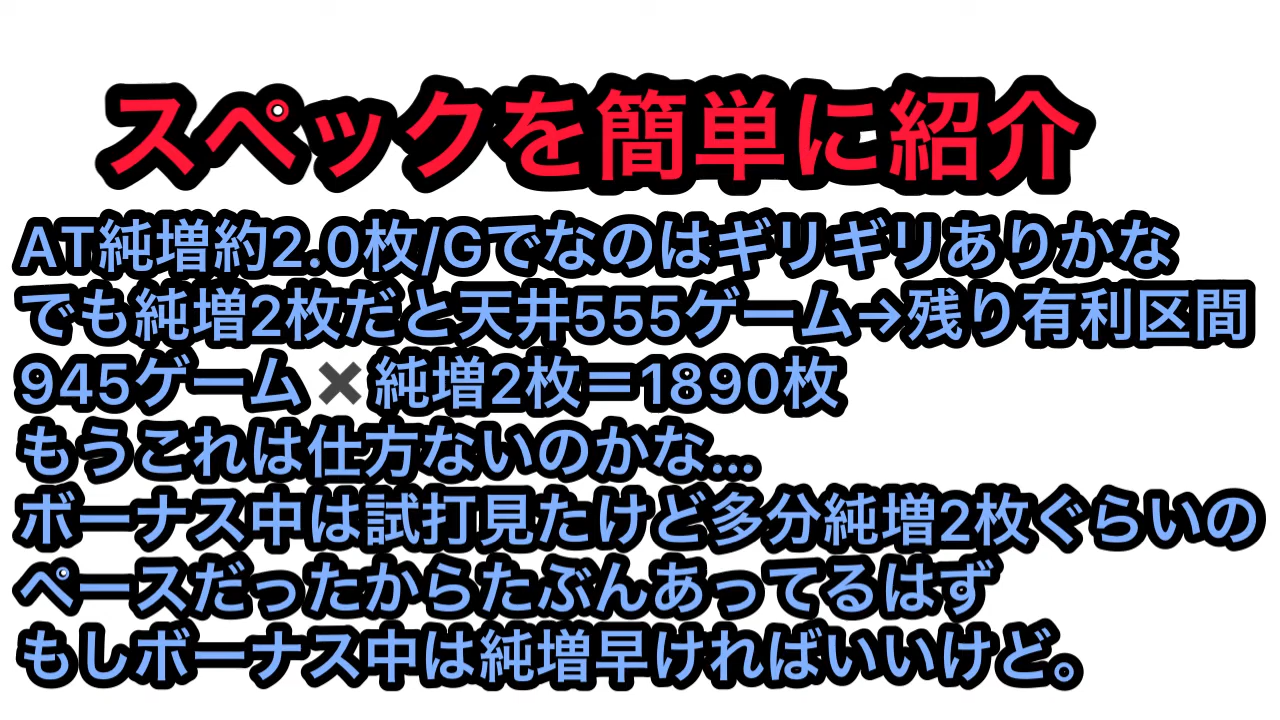 スペックを簡単に紹介
AT純増約2.0枚/Gでなのはギリギリありかな
でも純増2枚だと天井555ゲーム→残り有利区間
945ゲーム✖純増2枚＝1890枚
もうこれは仕方ないのかな...
ボーナス中は試打見たけど多分純増2枚ぐらいの
ペースだったからたぶんあってるはず
もしボーナス中は純増早ければいいけど。